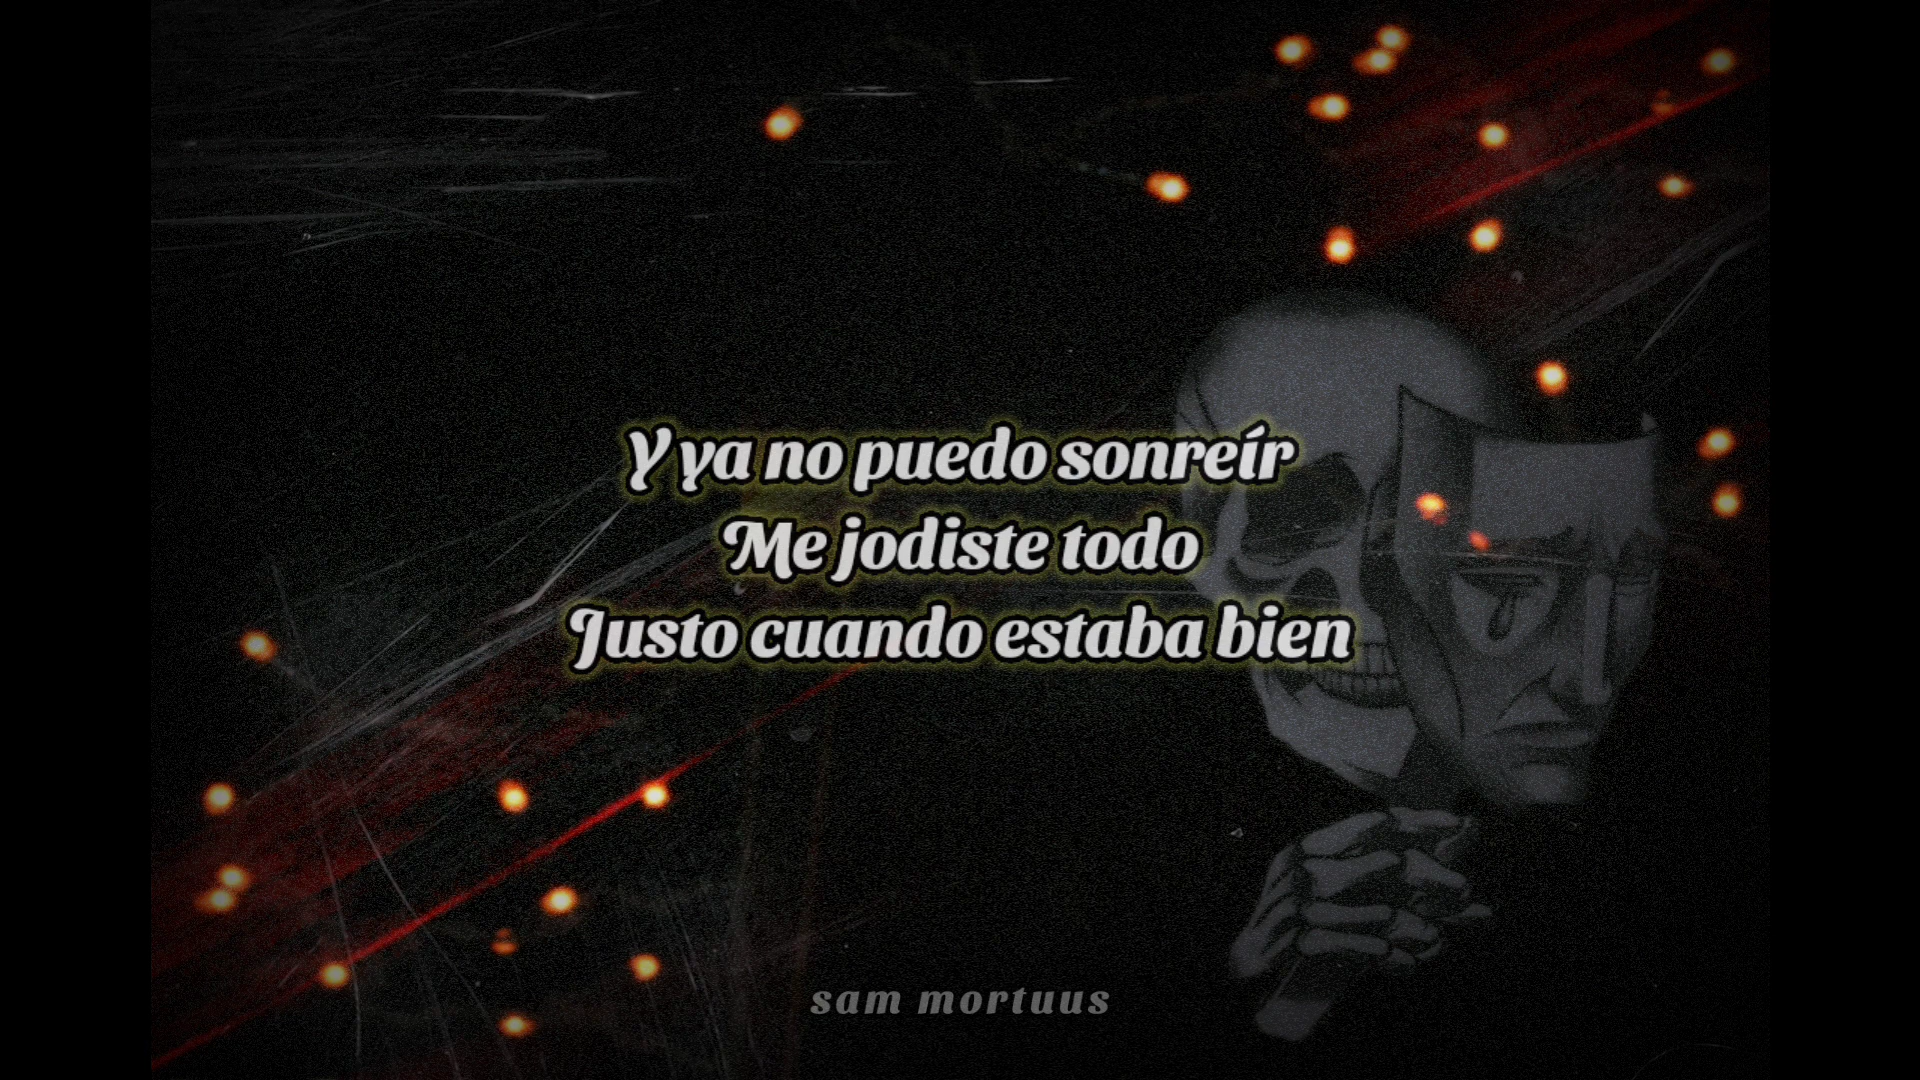 Y ya no puedo sonreír
Me jodiste todo
Justo cuando estaba bien
sam mortuus